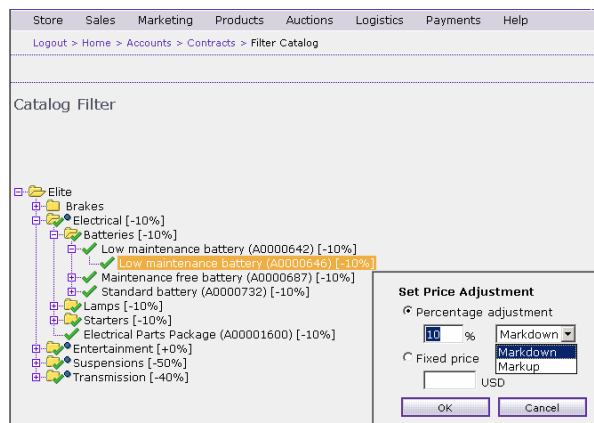 Store Sales Marketing Products Auctions Logistics Payments Help
Logout > Home > Accounts > Contracts > Filter Catalog
Catalog Filter
Elite
Brakes
Electrical [-10%]
Batteries [-10%]
Low maintenance battery (A0000642) [-10%]
Low maintenance battery (A0000646) [-10%]
Maintenance free battery (A0000687) [-10%]
Standard battery (A0000732) [-10%]
Lamps [-10%]
Starters [-10%]
Electrical Parts Package (A00001600) [-10%]
Entertainment [+0%]
Suspensions [-50%]
Transmission [-40%]
Set Price Adjustment
Percentage adjustment
10 % Markdown
Markdown
Markup
Fixed price
USD
OK Cancel